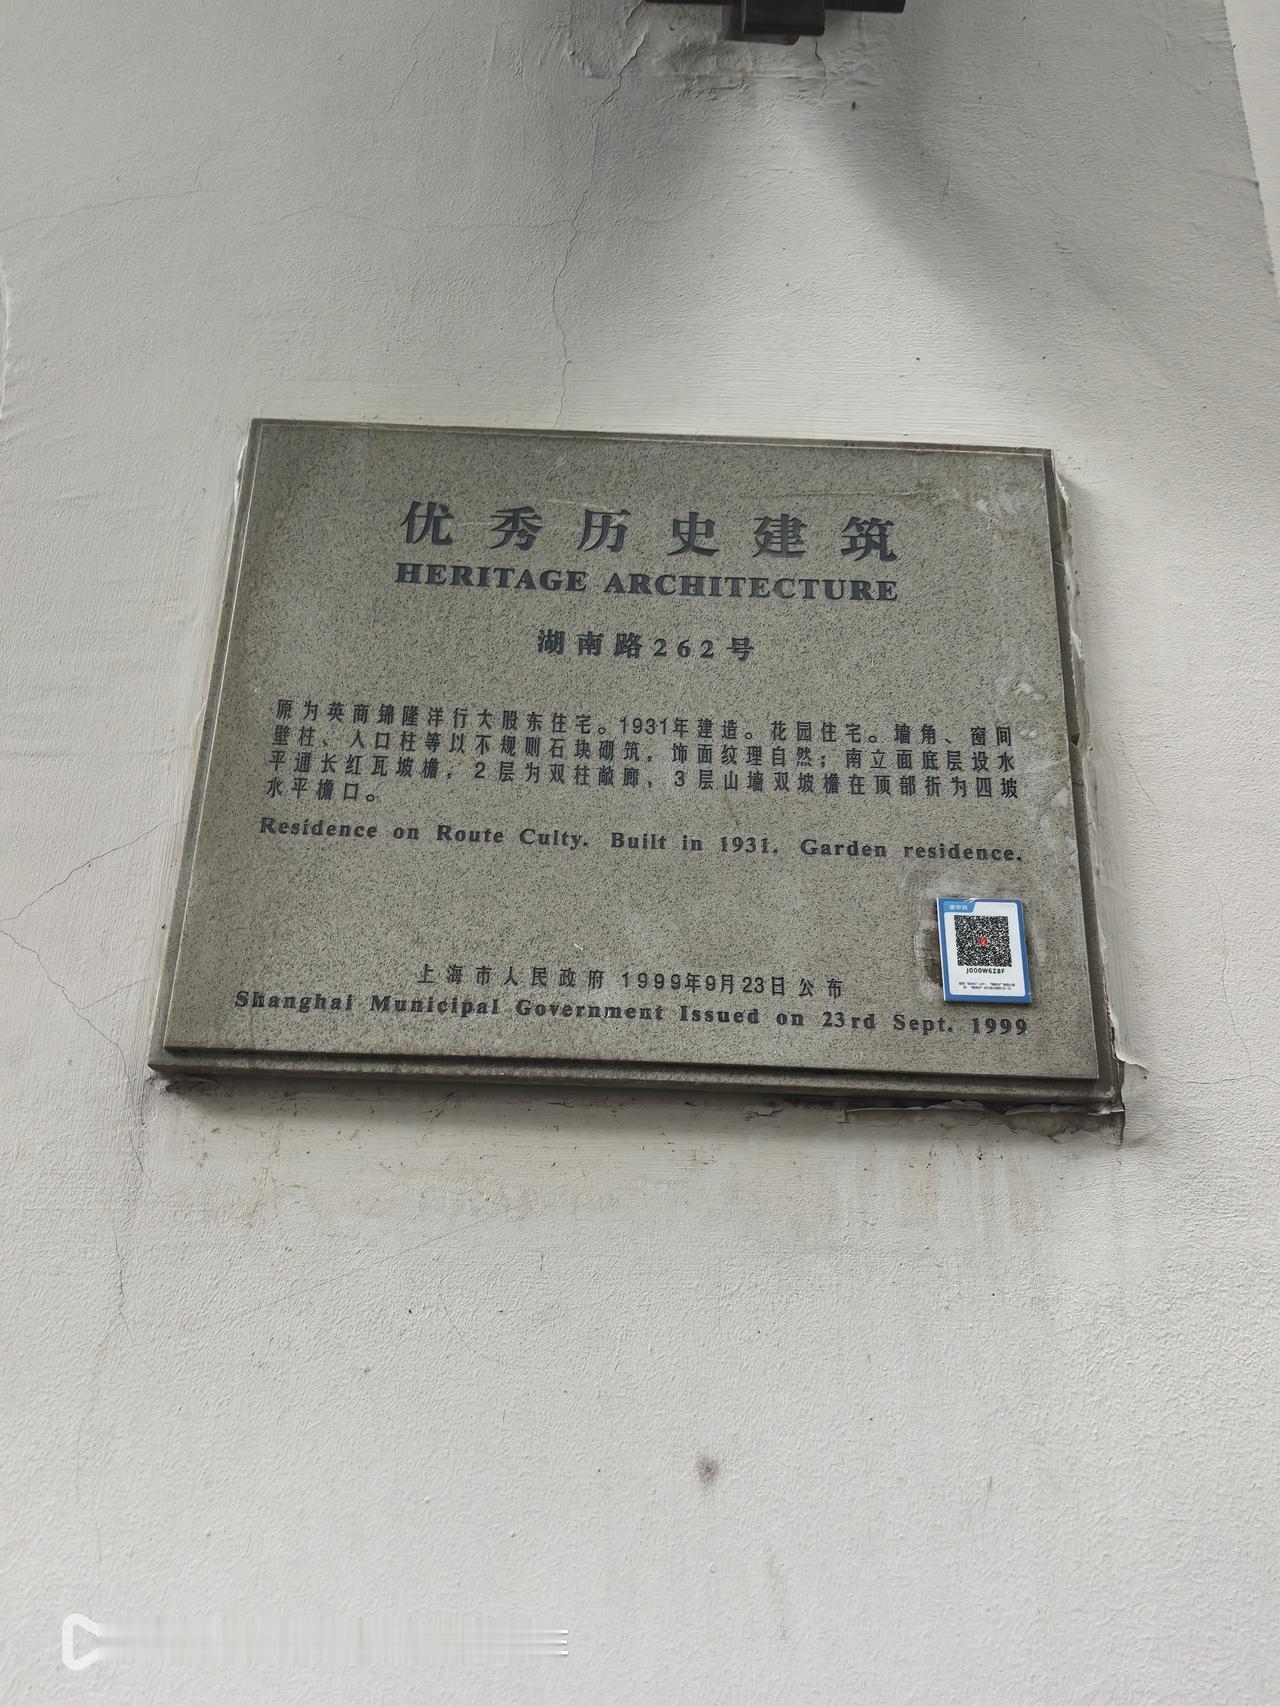 优秀历史建筑
HERITAGE ARCHITECTURE
湖南路262号
原为英商锦隆洋行大股东住宅。1931年建造。花园住宅。墙角、窗间
壁柱、入口柱等以不规则石块砌筑，饰面纹理自然；南立面底层设水
平通长红瓦坡檐，2层为双柱敞廊，3层山墙双坡檐在顶部折为四坡
水平檐口。
Residence on Route Culty. Built in 1931. Garden residence.
J000W6Z8F
上海市人民政府 1999年9月23日公布
Shanghai Municipal Government Issued on 23rd Sept. 1999